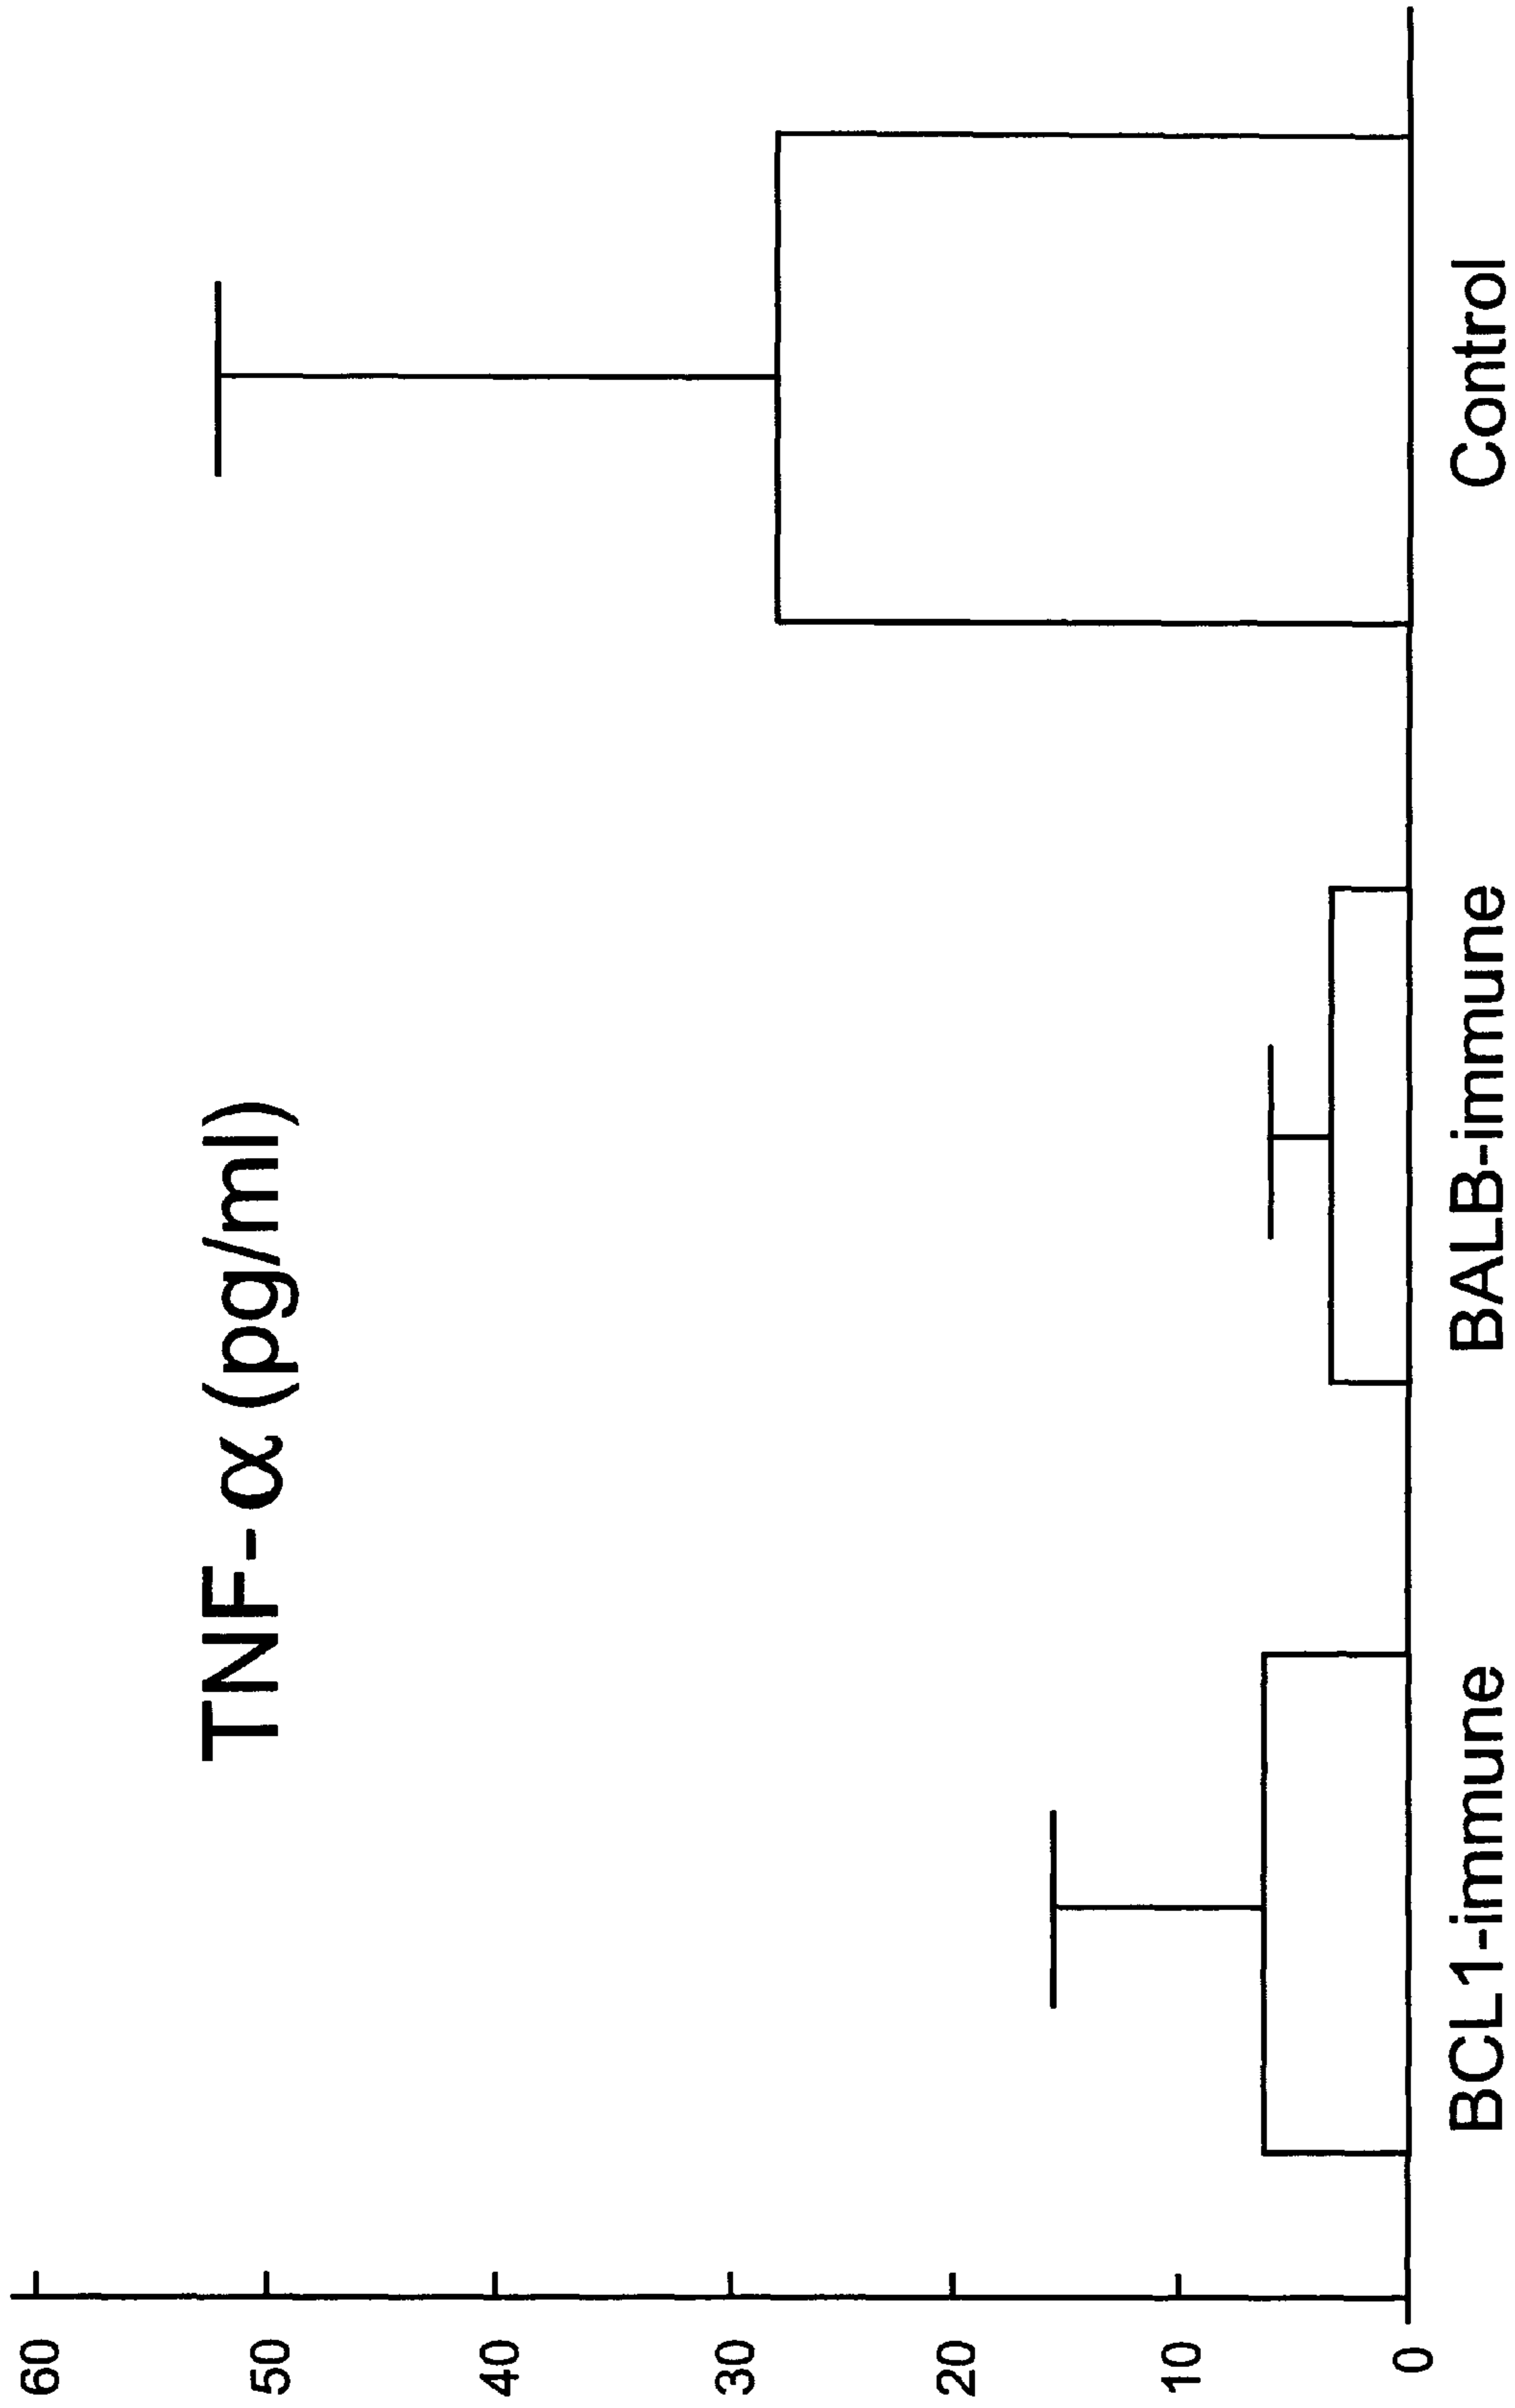 TNF-α (pg/ml)
60
50
40
30
20
10
0
BCL1-immune
BALB-immune
Control